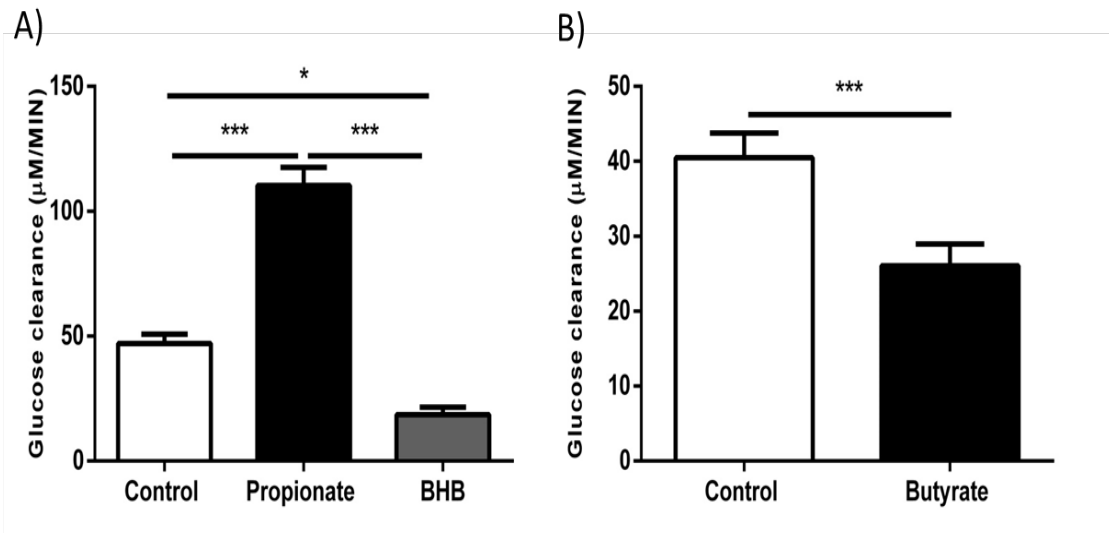 A)
Glucose clearance (μM/MIN)
150
100
50
0
*
***
***
Control
Propionate
BHB
B)
Glucose clearance (μM/MIN)
50
40
30
20
10
0
***
Control
Butyrate